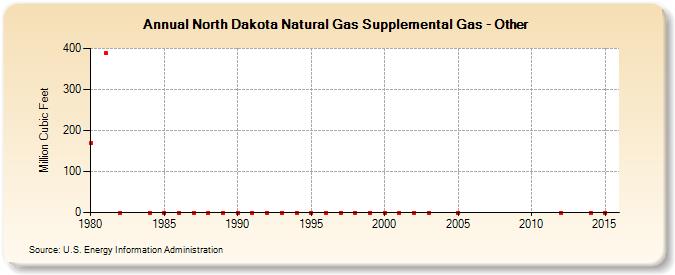 Annual North Dakota Natural Gas Supplemental Gas - Other
Million Cubic Feet
400
300
200
100
0
1980 1985 1990 1995 2000 2005 2010 2015
Source: U.S. Energy Information Administration